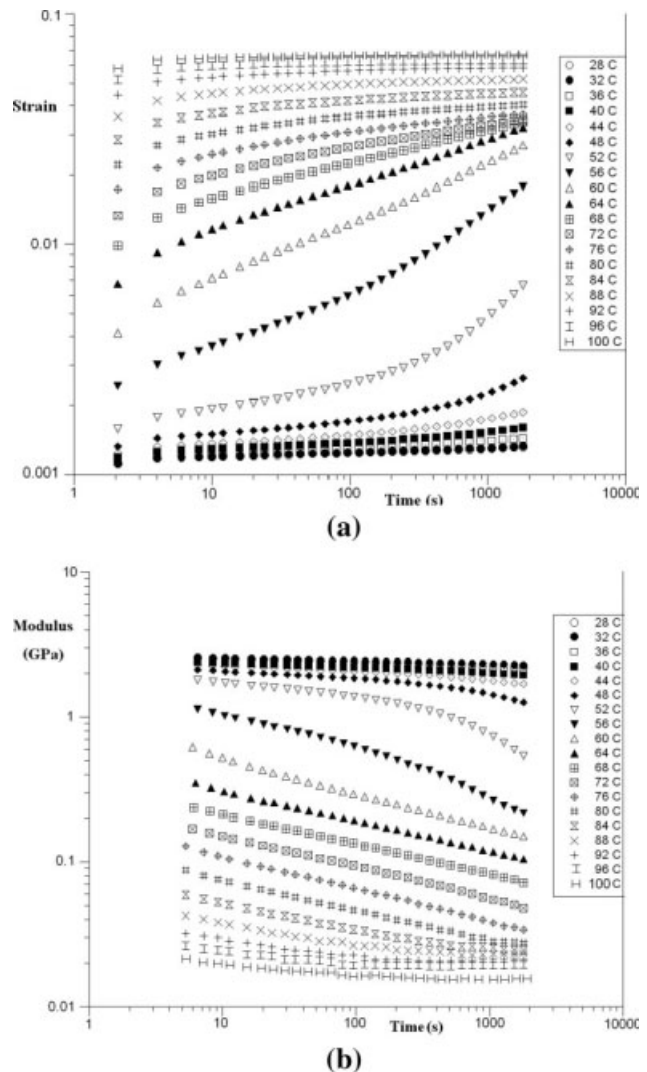 0.1
Strain
0.01
0.001
1
10
100
1000
10000
Time (s)
28 C
32 C
36 C
40 C
44 C
48 C
52 C
56 C
60 C
64 C
68 C
72 C
76 C
80 C
84 C
88 C
92 C
96 C
100 C
(a)
10
Modulus
(GPa)
1
0.1
0.01
1
10
100
1000
10000
Time (s)
28 C
32 C
36 C
40 C
44 C
48 C
52 C
56 C
60 C
64 C
68 C
72 C
76 C
80 C
84 C
88 C
92 C
96 C
100 C
(b)